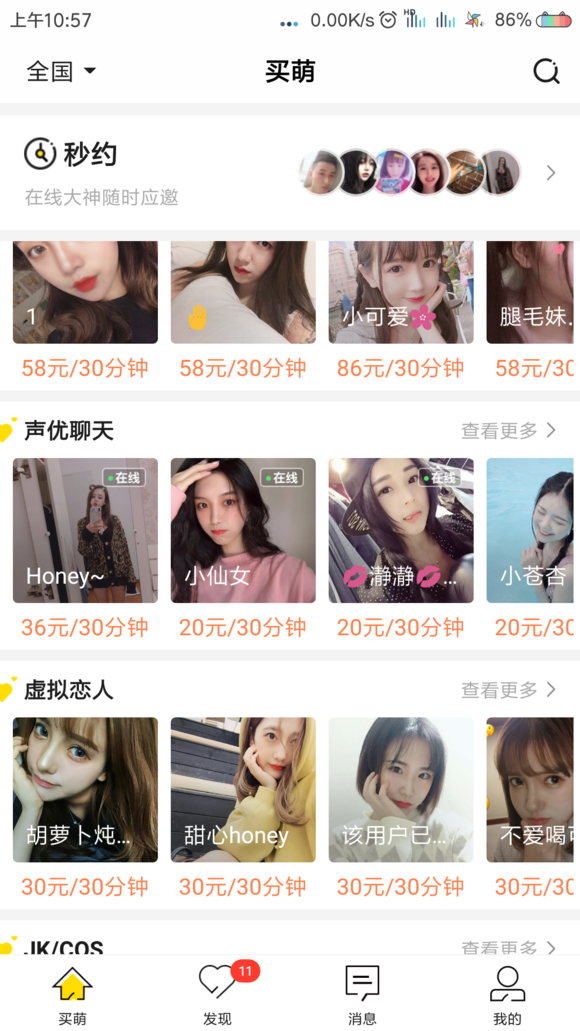 上午10:57
... 0.00K/s HD 86%
全国
买萌
秒约
在线大神随时应邀
1
小可爱
腿毛妹.
58元/30分钟 58元/30分钟 86元/30分钟 58元/30
声优聊天 查看更多
在线 在线 在线
Honey~ 小仙女 💋瀞瀞💋... 小苍杏
36元/30分钟 20元/30分钟 20元/30分钟 20元/30
虚拟恋人 查看更多
胡萝卜炖... 甜心honey 该用户已... 不爱喝可
30元/30分钟 30元/30分钟 30元/30分钟 30元/30
JK/COS 查看更多
11
买萌 发现 消息 我的